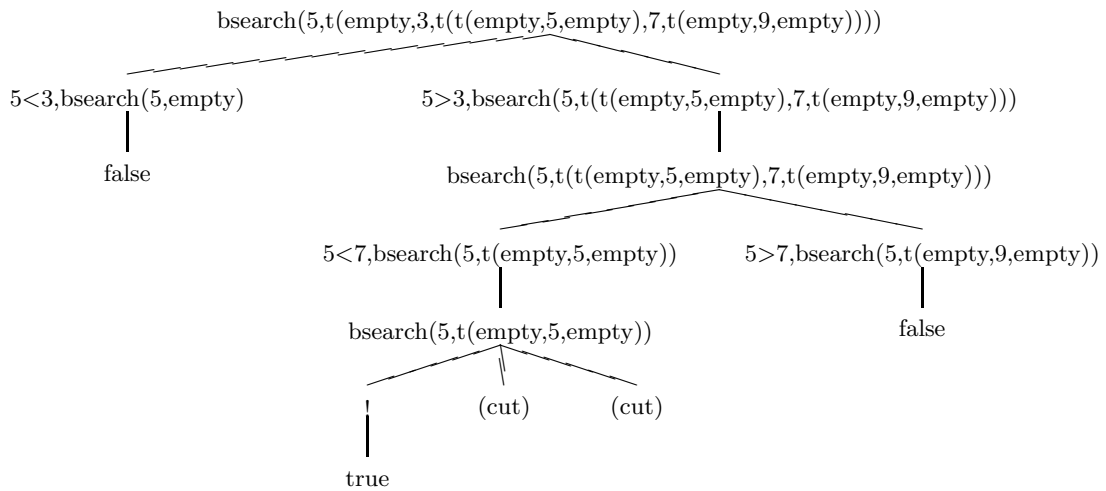 bsearch(5,t(empty,3,t(t(empty,5,empty),7,t(empty,9,empty))))
5<3,bsearch(5,empty)
5>3,bsearch(5,t(t(empty,5,empty),7,t(empty,9,empty)))
false
bsearch(5,t(t(empty,5,empty),7,t(empty,9,empty)))
5<7,bsearch(5,t(empty,5,empty))
5>7,bsearch(5,t(empty,9,empty))
bsearch(5,t(empty,5,empty))
false
!
(cut)
(cut)
true